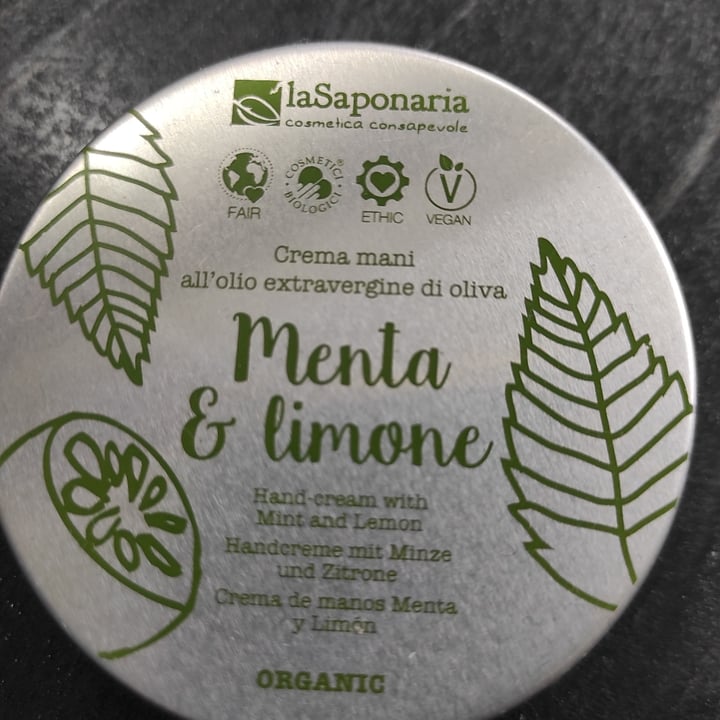 laSaponaria
cosmetica consapevole
FAIR
COSMETICI BIOLOGICI®
ETHIC
V
VEGAN
Crema mani
all'olio extravergine di oliva
Menta
& limone
Hand-cream with
Mint and Lemon
Handcreme mit Minze
und Zitrone
Crema de manos Menta
y Limón
ORGANIC